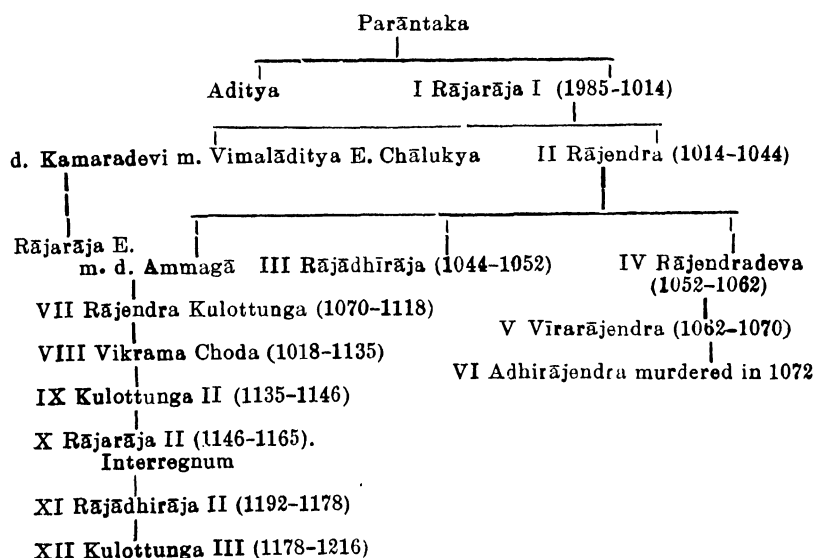 Parāntaka
Aditya I Rājarāja I (1985-1014)
d. Kamaradevi m. Vimalāditya E. Chālukya II Rājendra (1014-1044)
Rājarāja E.
m. d. Ammagā III Rājādhīrāja (1044-1052) IV Rājendradeva
(1052-1062)
VII Rājendra Kulottunga (1070-1118)
V Vīrarājendra (1062-1070)
VIII Vikrama Choda (1018-1135)
VI Adhirājendra murdered in 1072
IX Kulottunga II (1135-1146)
X Rājarāja II (1146-1165).
Interregnum
XI Rājādhirāja II (1192-1178)
XII Kulottunga III (1178-1216)